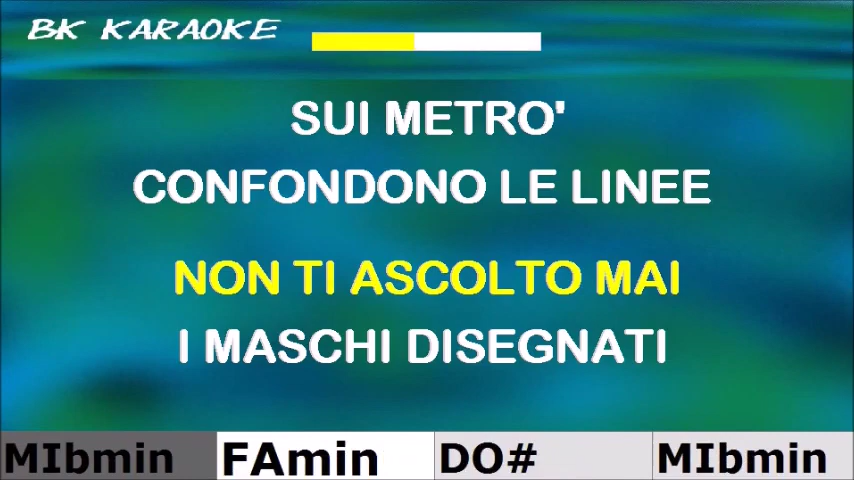 BK KARAOKE
SUI METRO'
CONFONDONO LE LINEE
NON TI ASCOLTO MAI
I MASCHI DISEGNATI
MIbmin FAmin DO# MIbmin